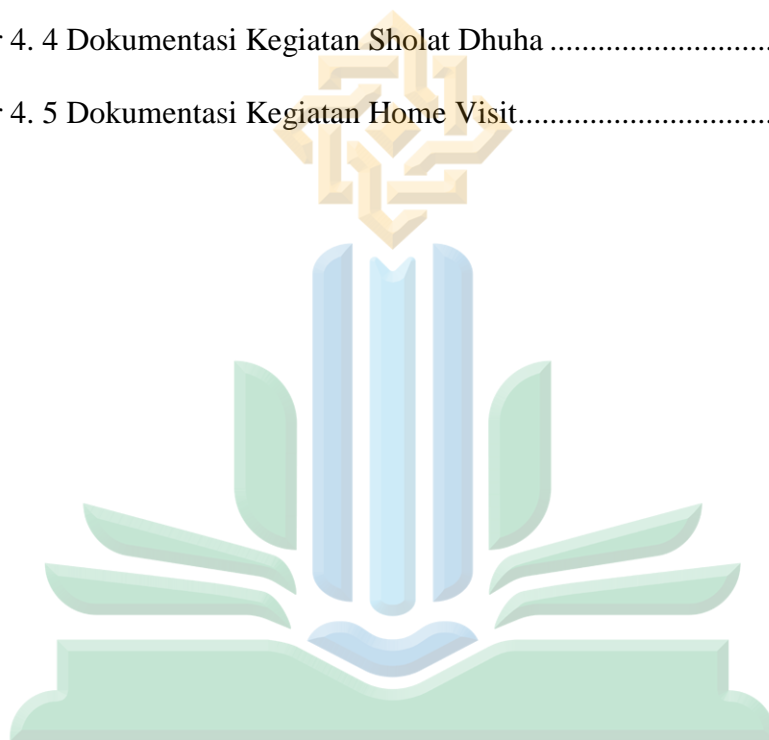 r 4. 4 Dokumentasi Kegiatan Sholat Dhuha ...........................
r 4. 5 Dokumentasi Kegiatan Home Visit...............................